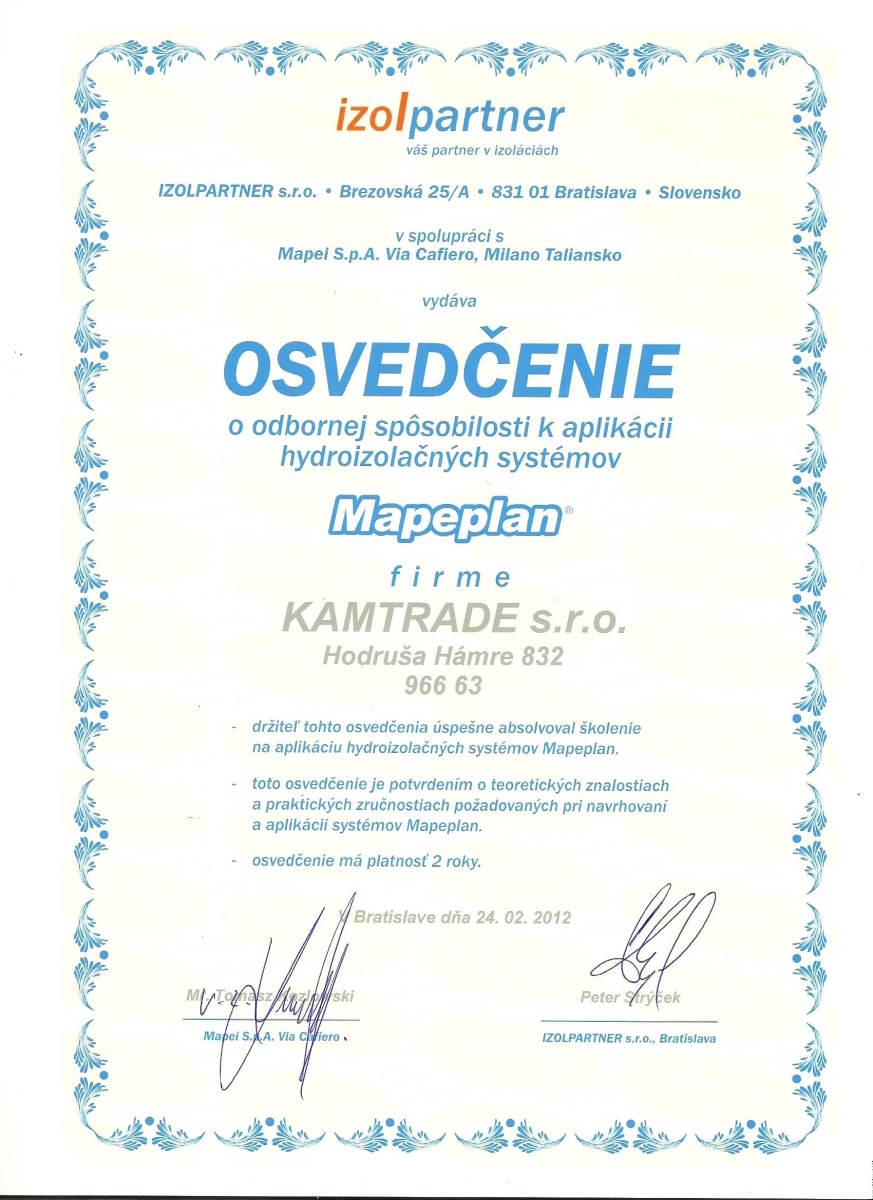 izolpartner
váš partner v izoláciách
IZOLPARTNER s.r.o. • Brezovská 25/A • 831 01 Bratislava • Slovensko
v spolupráci s
Mapei S.p.A. Via Cafiero, Milano Taliansko
vydáva
OSVEDČENIE
o odbornej spôsobilosti k aplikácii
hydroizolačných systémov
Mapeplan®
firme
KAMTRADE s.r.o.
Hodruša Hámre 832
966 63
- držiteľ tohto osvedčenia úspešne absolvoval školenie
na aplikáciu hydroizolačných systémov Mapeplan.
- toto osvedčenie je potvrdením o teoretických znalostiach
a praktických zručnostiach požadovaných pri navrhovaní
a aplikácii systémov Mapeplan.
- osvedčenie má platnosť 2 roky.
V Bratislave dňa 24. 02. 2012
Mr. Tomasz Kozlowski
Mapei S.p.A. Via Cafiero
Peter Strýček
IZOLPARTNER s.r.o., Bratislava